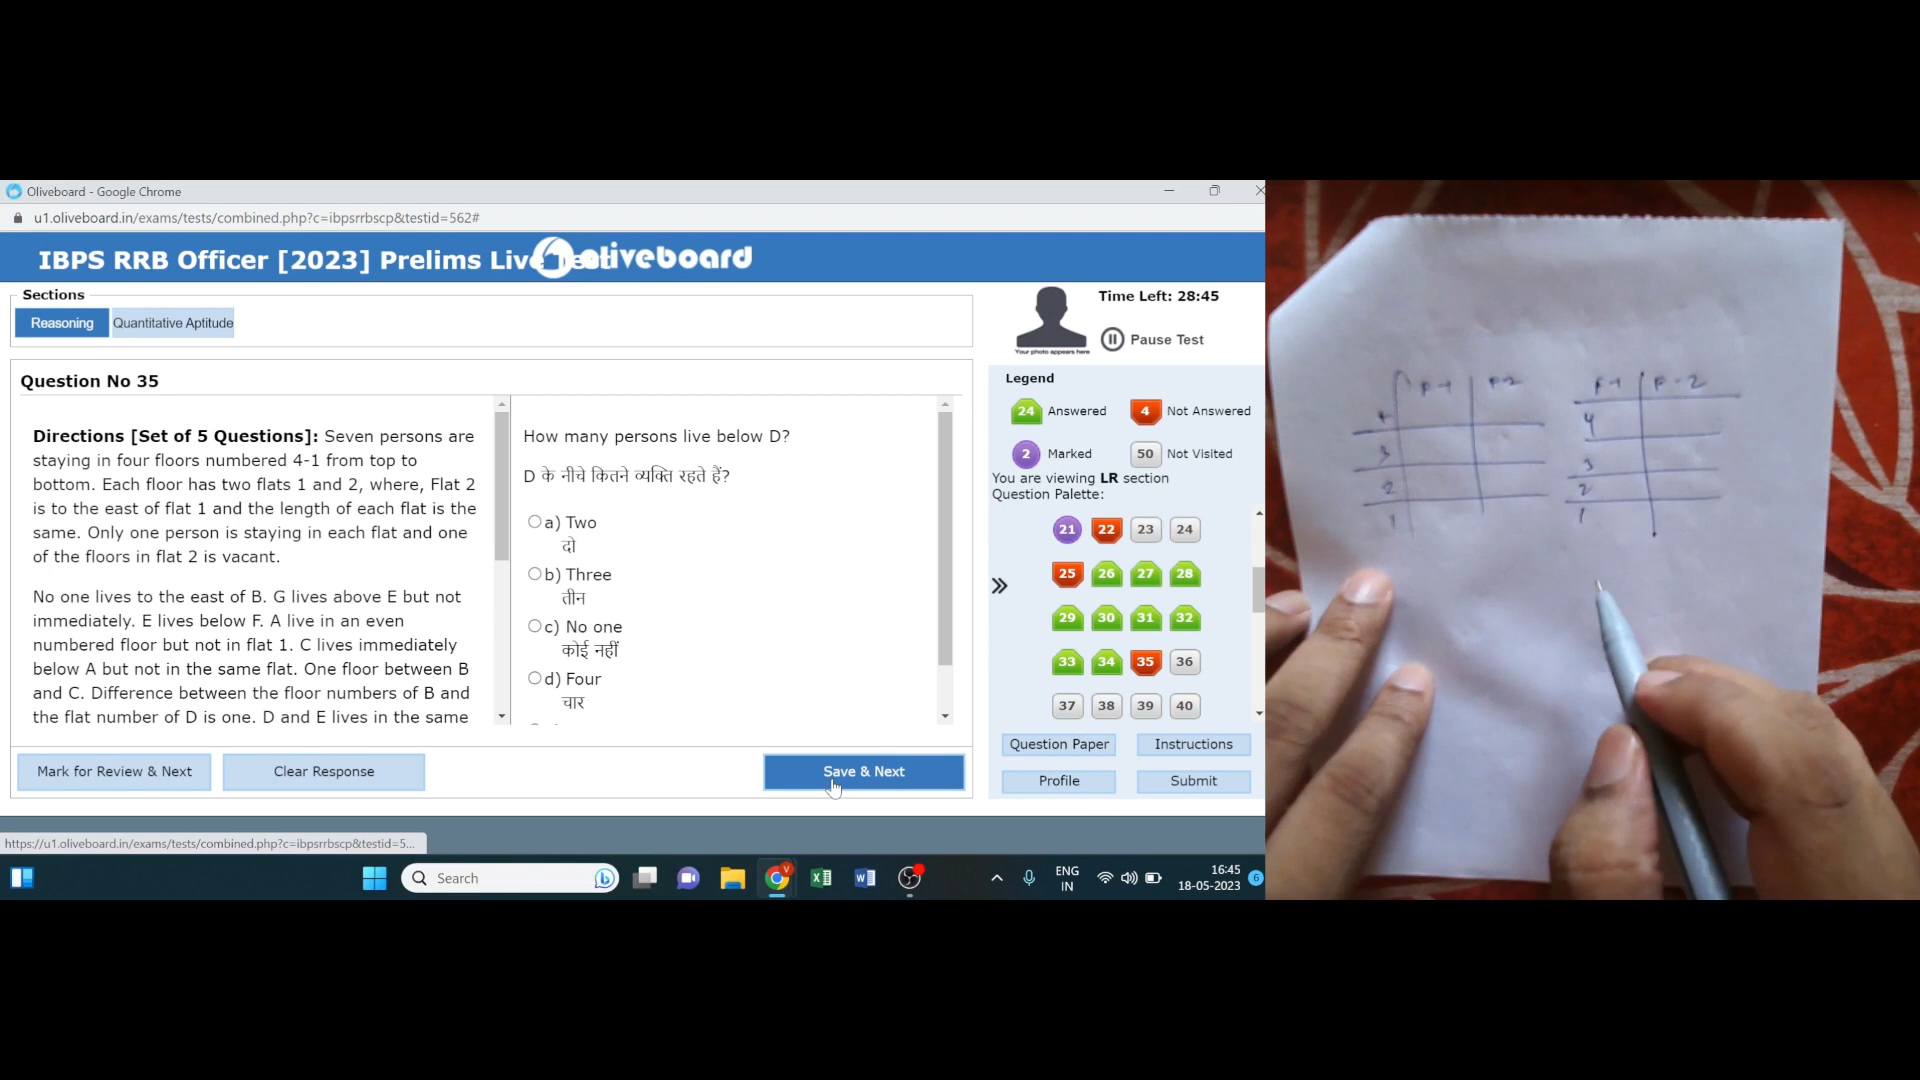 Oliveboard - Google Chrome
u1.oliveboard.in/exams/tests/combined.php?c=ibpsrrbscp&testid=562#
IBPS RRB Officer [2023] Prelims Live
oliveboard
Sections
Reasoning
Quantitative Aptitude
Your photo appears here
Time Left: 28:45
Pause Test
Question No 35
Directions [Set of 5 Questions]: Seven persons are
staying in four floors numbered 4-1 from top to
bottom. Each floor has two flats 1 and 2, where, Flat 2
is to the east of flat 1 and the length of each flat is the
same. Only one person is staying in each flat and one
of the floors in flat 2 is vacant.
No one lives to the east of B. G lives above E but not
immediately. E lives below F. A live in an even
numbered floor but not in flat 1. C lives immediately
below A but not in the same flat. One floor between B
and C. Difference between the floor numbers of B and
the flat number of D is one. D and E lives in the same
How many persons live below D?
D के नीचे कितने व्यक्ति रहते हैं?
a) Two
दो
b) Three
तीन
c) No one
कोई नहीं
d) Four
चार
Mark for Review & Next
Clear Response
Save & Next
Legend
24 Answered
4 Not Answered
2 Marked
50 Not Visited
You are viewing LR section
Question Palette:
21 22 23 24
25 26 27 28
29 30 31 32
33 34 35 36
37 38 39 40
Question Paper
Instructions
Profile
Submit
https://u1.oliveboard.in/exams/tests/combined.php?c=ibpsrrbscp&testid=5...
Search
ENG
IN
16:45
18-05-2023
6
F-1 F-2
4
3
2
1
F-1 F-2
4
3
2
1